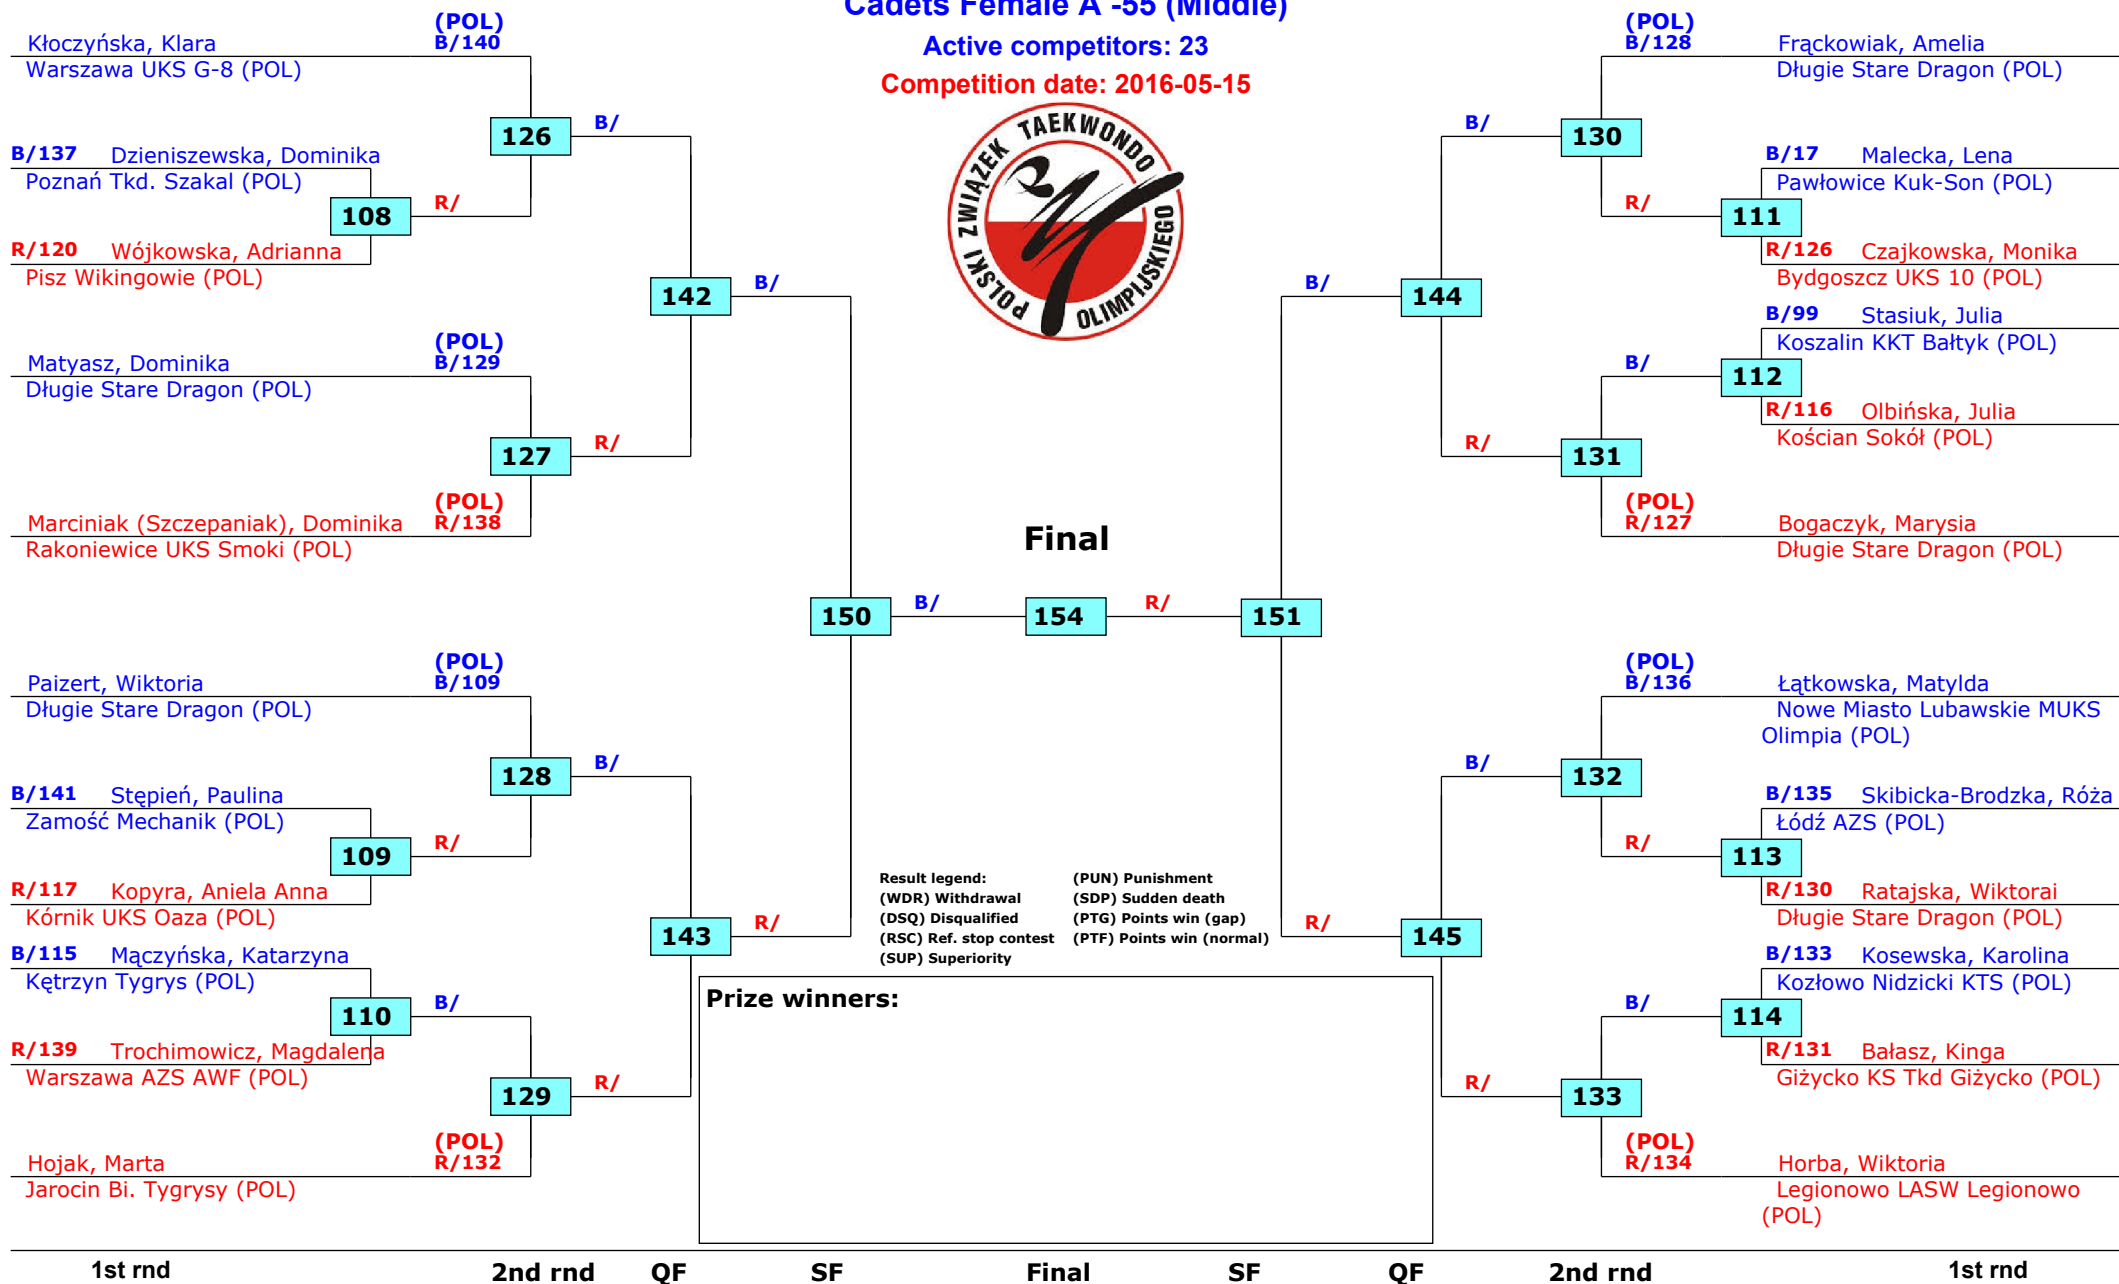 Cadets Female A -55 (Middle)
Active competitors: 23
Competition date: 2016-05-15
POLSKI ZWIĄZEK TAEKWONDO OLIMPIJSKIEGO
(POL)
Kłoczyńska, Klara B/140
Warszawa UKS G-8 (POL)
126 B/
B/137 Dzieniszewska, Dominika
Poznań Tkd. Szakal (POL)
108 R/
R/120 Wójkowska, Adrianna
Pisz Wikingowie (POL)
142 B/
(POL)
Matyasz, Dominika B/129
Długie Stare Dragon (POL)
127 R/
(POL)
Marciniak (Szczepaniak), Dominika R/138
Rakoniewice UKS Smoki (POL)
Final
150 B/ 154 R/ 151
(POL)
Paizert, Wiktoria B/109
Długie Stare Dragon (POL)
128 B/
B/141 Stępień, Paulina
Zamość Mechanik (POL)
109 R/
R/117 Kopyra, Aniela Anna
Kórnik UKS Oaza (POL)
143 R/
B/115 Mączyńska, Katarzyna
Kętrzyn Tygrys (POL)
110 B/
R/139 Trochimowicz, Magdalena
Warszawa AZS AWF (POL)
129 R/
(POL)
Hojak, Marta R/132
Jarocin Bi. Tygrysy (POL)
(POL)
B/128 Frąckowiak, Amelia
Długie Stare Dragon (POL)
B/ 130
B/17 Malecka, Lena
Pawłowice Kuk-Son (POL)
R/ 111
R/126 Czajkowska, Monika
Bydgoszcz UKS 10 (POL)
B/ 144
B/99 Stasiuk, Julia
Koszalin KKT Bałtyk (POL)
B/ 112
R/116 Olbińska, Julia
Kościan Sokół (POL)
R/ 131
(POL)
R/127 Bogaczyk, Marysia
Długie Stare Dragon (POL)
(POL)
B/136 Łątkowska, Matylda
Nowe Miasto Lubawskie MUKS
Olimpia (POL)
B/ 132
B/135 Skibicka-Brodzka, Róża
Łódź AZS (POL)
R/ 113
R/130 Ratajska, Wiktorai
Długie Stare Dragon (POL)
R/ 145
B/133 Kosewska, Karolina
Kozłowo Nidzicki KTS (POL)
B/ 114
R/131 Bałasz, Kinga
Giżycko KS Tkd Giżycko (POL)
R/ 133
(POL)
R/134 Horba, Wiktoria
Legionowo LASW Legionowo
(POL)
Result legend: (PUN) Punishment
(WDR) Withdrawal (SDP) Sudden death
(DSQ) Disqualified (PTG) Points win (gap)
(RSC) Ref. stop contest (PTF) Points win (normal)
(SUP) Superiority
Prize winners:
1st rnd 2nd rnd QF SF Final SF QF 2nd rnd 1st rnd